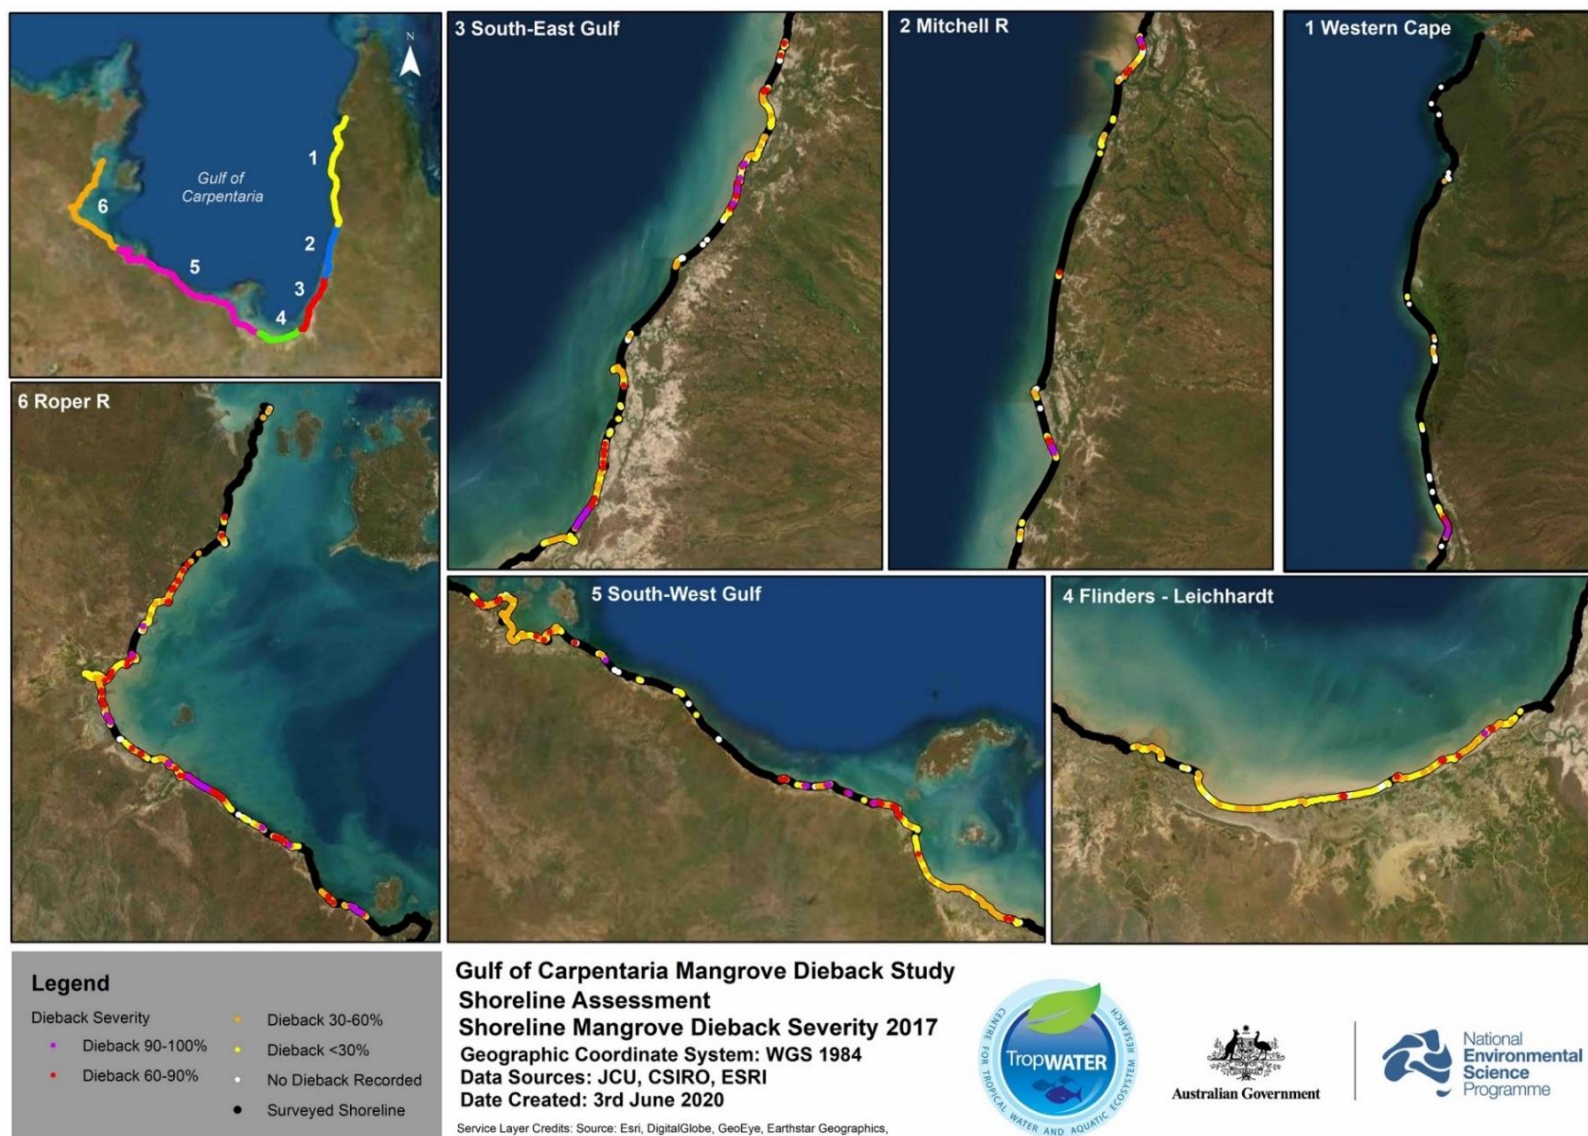 N
1
2
3
4
5
6
Gulf of
Carpentaria
3 South-East Gulf
2 Mitchell R
1 Western Cape
6 Roper R
5 South-West Gulf
4 Flinders - Leichhardt
Legend
Dieback Severity
Dieback 90-100%
Dieback 60-90%
Dieback 30-60%
Dieback <30%
No Dieback Recorded
Surveyed Shoreline
Gulf of Carpentaria Mangrove Dieback Study
Shoreline Assessment
Shoreline Mangrove Dieback Severity 2017
Geographic Coordinate System: WGS 1984
Data Sources: JCU, CSIRO, ESRI
Date Created: 3rd June 2020
Service Layer Credits: Source: Esri, DigitalGlobe, GeoEye, Earthstar Geographics,
CENTRE FOR TROPICAL WATER AND AQUATIC ECOSYSTEM RESEARCH
TropWATER
Australian Government
National
Environmental
Science
Programme